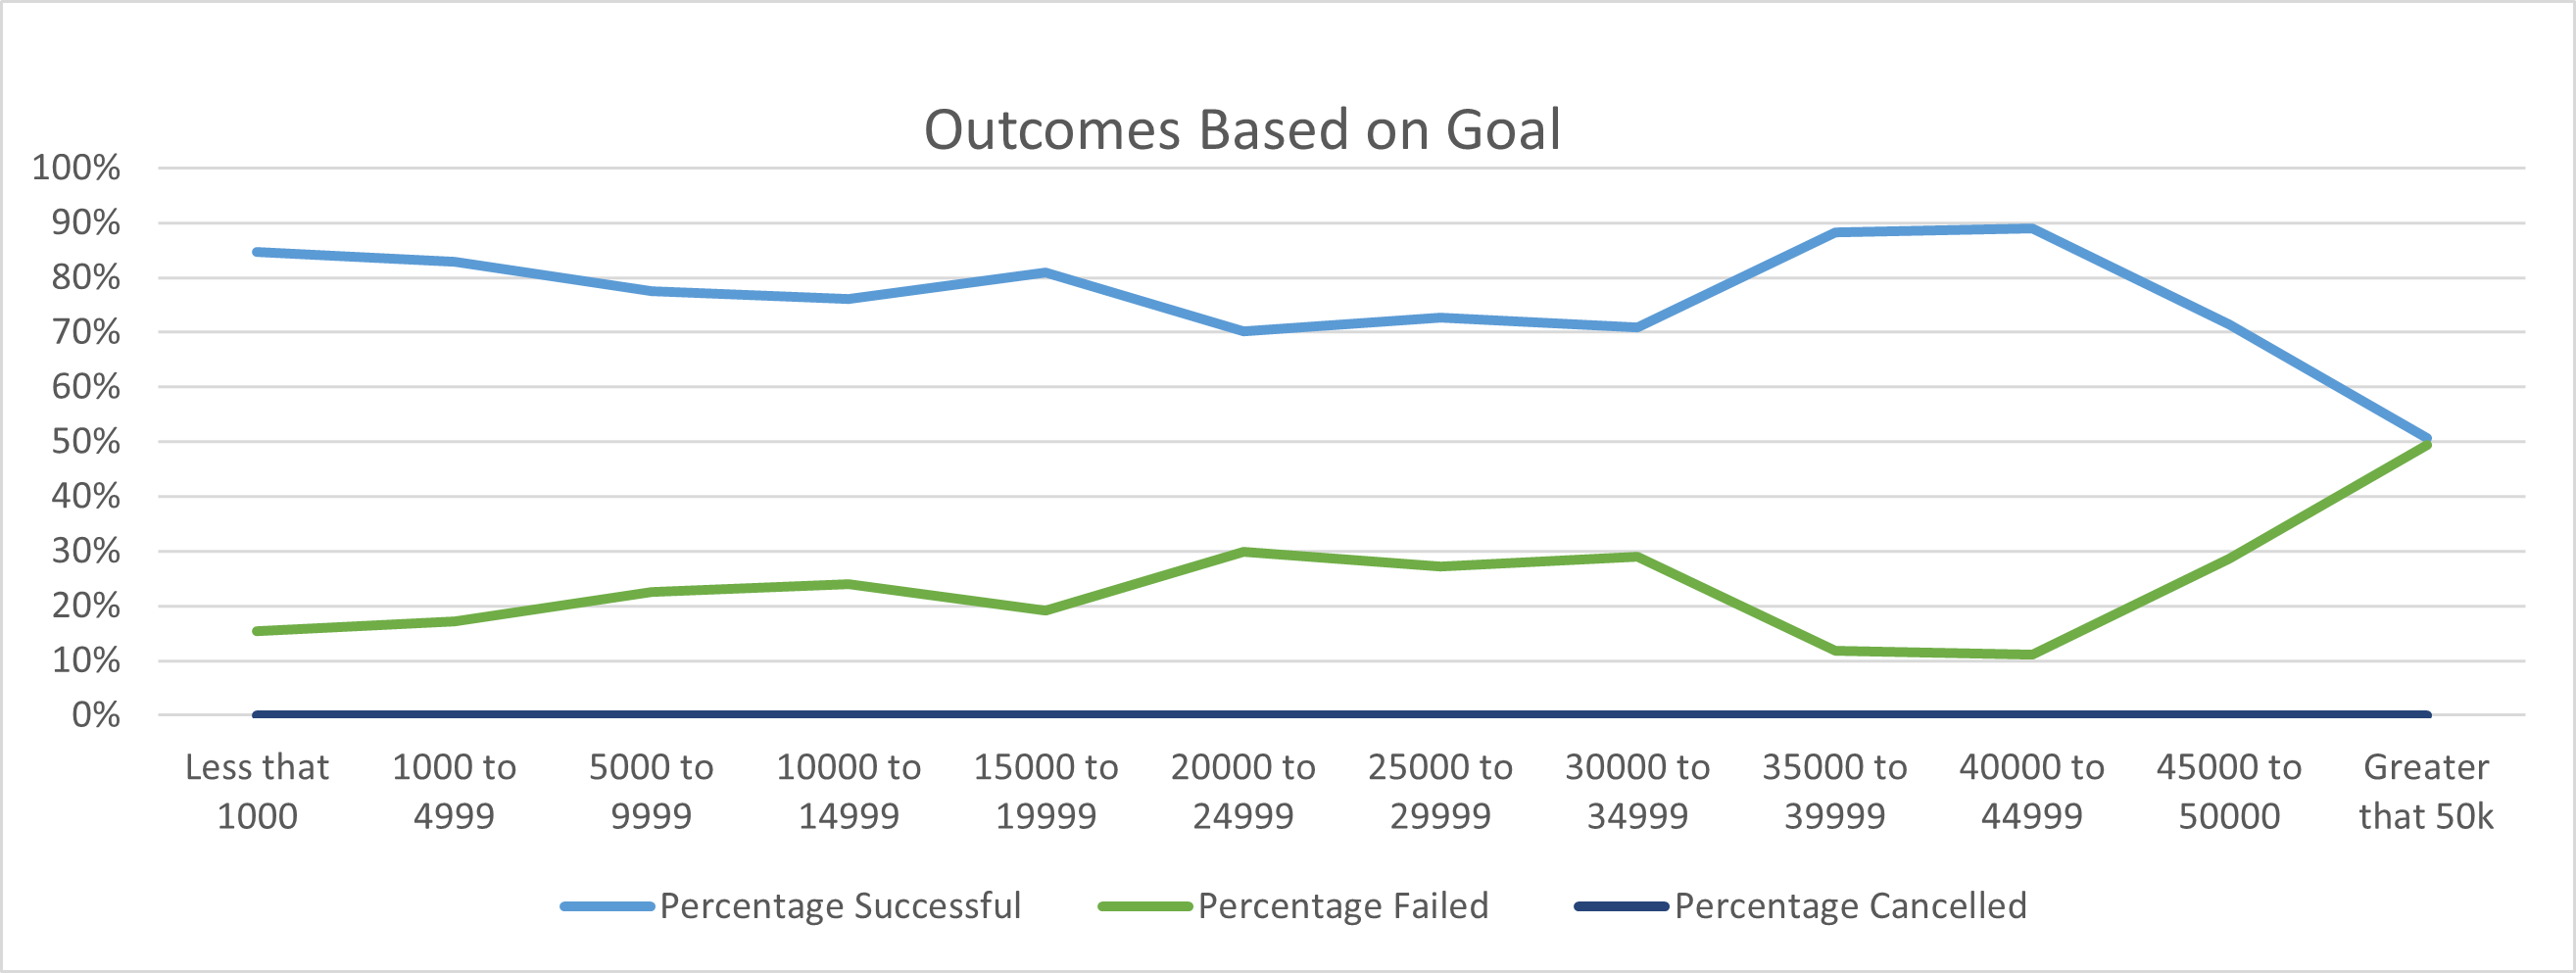 Outcomes Based on Goal
100%
90%
80%
70%
60%
50%
40%
30%
20%
10%
0%
Less that
1000
1000 to
4999
5000 to
9999
10000 to
14999
15000 to
19999
20000 to
24999
25000 to
29999
30000 to
34999
35000 to
39999
40000 to
44999
45000 to
50000
Greater
that 50k
Percentage Successful
Percentage Failed
Percentage Cancelled